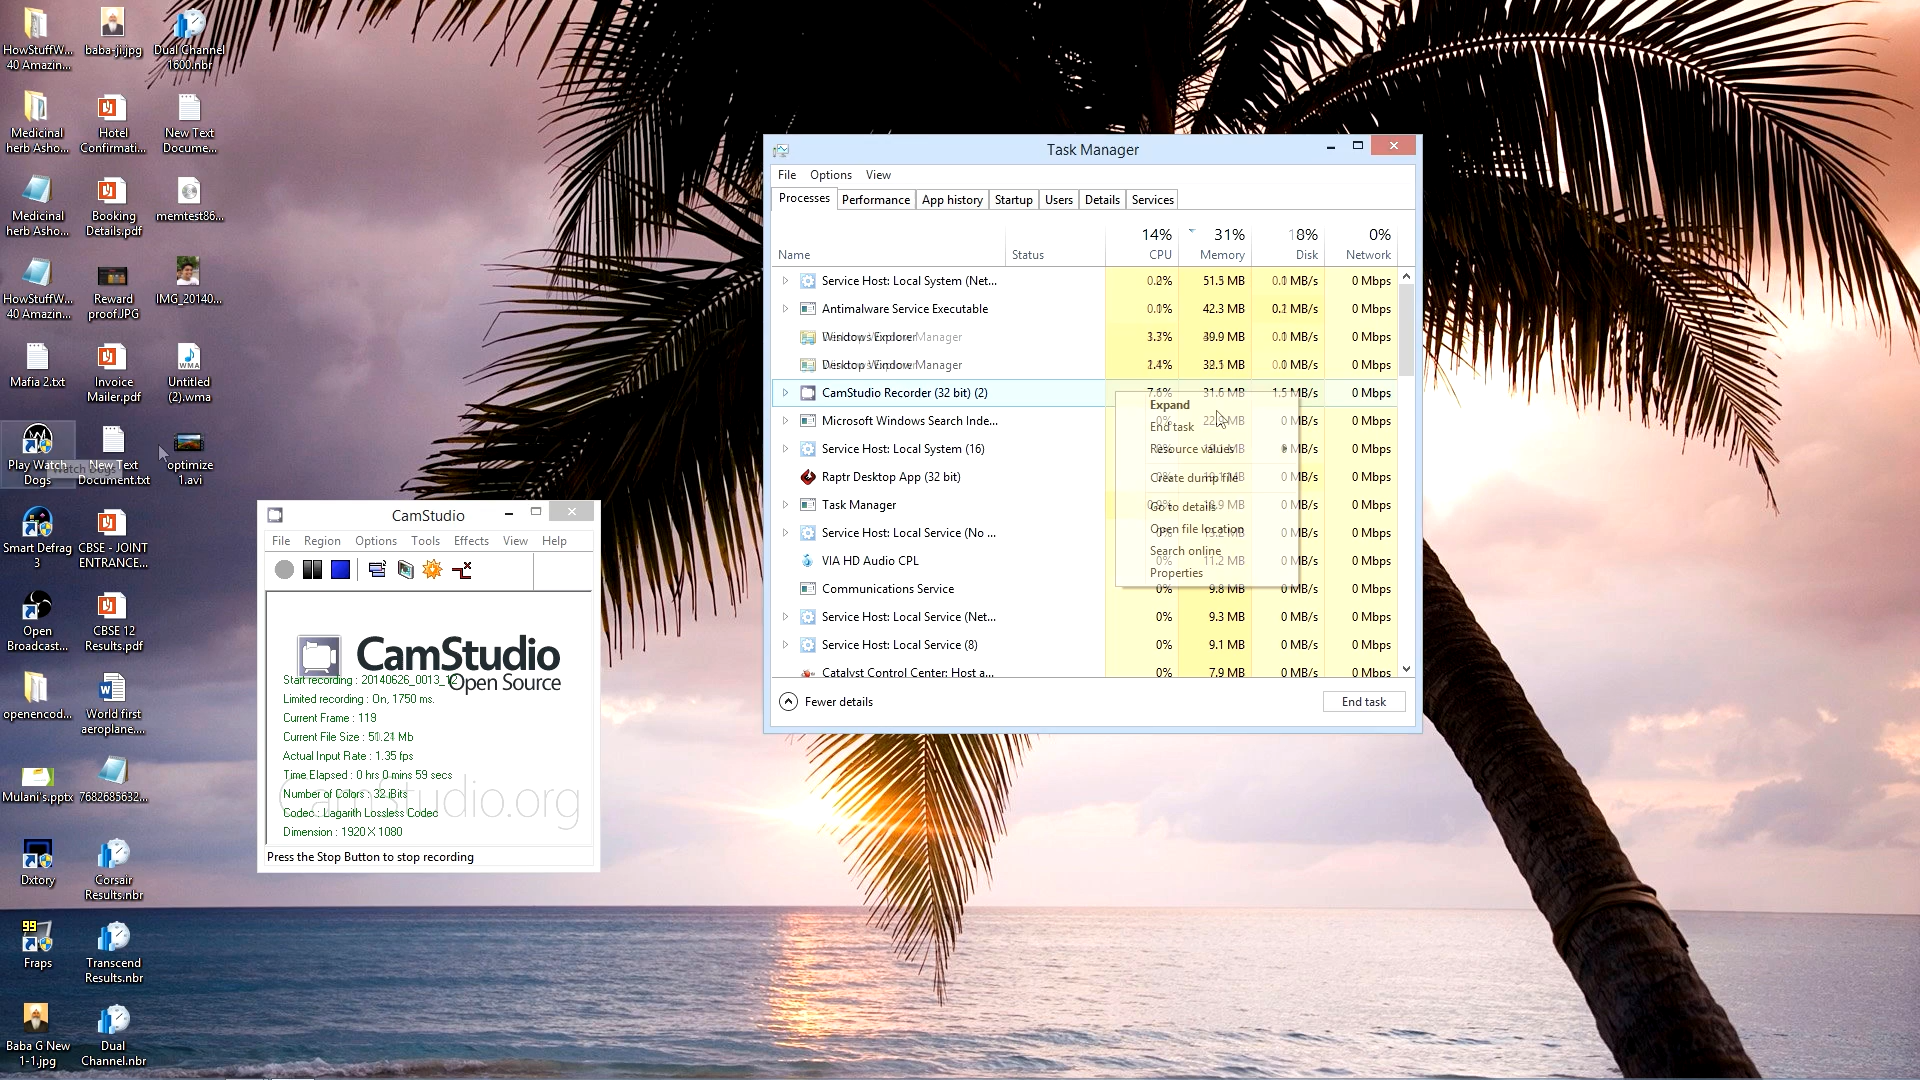 HowStuffW...
40 Amazin...
baba-ji.jpg
Dual Channel
1600.nbr
Medicinal
herb Asho...
Hotel
Confirmati...
New Text
Docume...
Medicinal
herb Asho...
Booking
Details.pdf
memtest86...
HowStuffW...
40 Amazin...
Reward
proof.JPG
IMG_20140...
Mafia 2.txt
Invoice
Mailer.pdf
WMA
Untitled
(2).wma
Play Watch
Dogs
Watch Dogs
New Text
Document.txt
optimize
1.avi
Smart Defrag
3
CBSE - JOINT
ENTRANCE...
Open
Broadcast...
CBSE 12
Results.pdf
openencod...
World first
aeroplane....
Mulani's.pptx
7682685632...
Dxtory
Corsair
Results.nbr
99
Fraps
Transcend
Results.nbr
Baba G New
1-1.jpg
Dual
Channel.nbr
CamStudio
File Region Options Tools Effects View Help
CamStudio
Open Source
CamStudio.org
Start recording : 20140626_0013_12
Limited recording : On, 1750 ms.
Current Frame : 119
Current File Size : 51.21 Mb
Actual Input Rate : 1.35 fps
Time Elapsed : 0 hrs 0 mins 59 secs
Number of Colors : 32 Bits
Codec : Lagarith Lossless Codec
Dimension : 1920 X 1080
Press the Stop Button to stop recording
Task Manager
File Options View
Processes Performance App history Startup Users Details Services
14% 31% 18% 0%
Name Status CPU Memory Disk Network
Service Host: Local System (Net... 51.5 MB MB/s 0 Mbps
Antimalware Service Executable 42.3 MB MB/s 0 Mbps
Desktop Window Manager Windows Explorer MB MB/s 0 Mbps
Desktop Window Manager Windows Explorer MB MB/s 0 Mbps
CamStudio Recorder (32 bit) (2) 7.6% 31.6 MB 1.5 MB/s 0 Mbps
Microsoft Windows Search Inde... 0% MB 0 MB/s 0 Mbps
Service Host: Local System (16) 0 MB/s 0 Mbps
Raptr Desktop App (32 bit) 0% 0 MB/s 0 Mbps
Task Manager 0 MB/s 0 Mbps
Service Host: Local Service (No ... 0% 0 MB/s 0 Mbps
VIA HD Audio CPL 0% 11.2 MB 0 MB/s 0 Mbps
Communications Service 0% 9.8 MB 0 MB/s 0 Mbps
Service Host: Local Service (Net... 0% 9.3 MB 0 MB/s 0 Mbps
Service Host: Local Service (8) 0% 9.1 MB 0 MB/s 0 Mbps
Catalyst Control Center: Host a... 0% 7.9 MB 0 MB/s 0 Mbps
Expand
End task
Resource values
Create dump file
Go to details
Open file location
Search online
Properties
Fewer details
End task